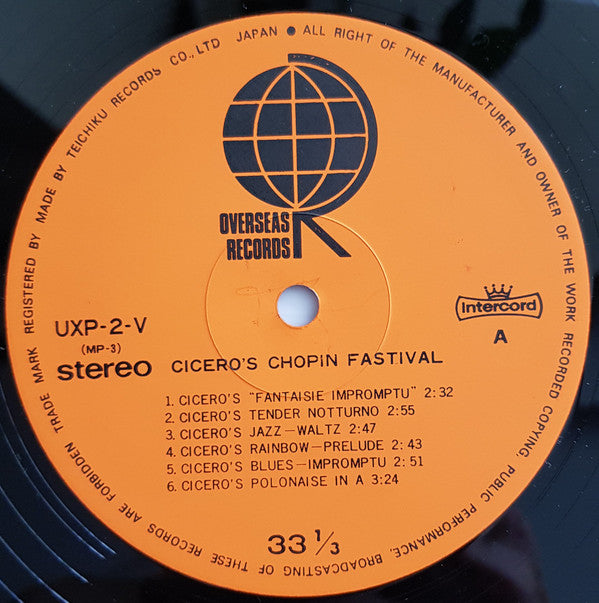 TRADE MARK REGISTERED BY MADE BY TEICHIKU RECORDS CO., LTD JAPAN • ALL RIGHT OF THE MANUFACTURER AND OWNER OF THE WORK RECORDED COPYING, PUBLIC PERFORMANCE, BROADCASTING OF THESE RECORDS ARE FORBIDDEN
OVERSEAS
RECORDS
Intercord
UXP-2-V
A
(MP-3)
stereo CICERO'S CHOPIN FASTIVAL
1. CICERO'S "FANTAISIE IMPROMPTU" 2:32
2. CICERO'S TENDER NOTTURNO 2:55
3. CICERO'S JAZZ—WALTZ 2:47
4. CICERO'S RAINBOW—PRELUDE 2:43
5. CICERO'S BLUES—IMPROMPTU 2:51
6. CICERO'S POLONAISE IN A 3:24
33 1/3